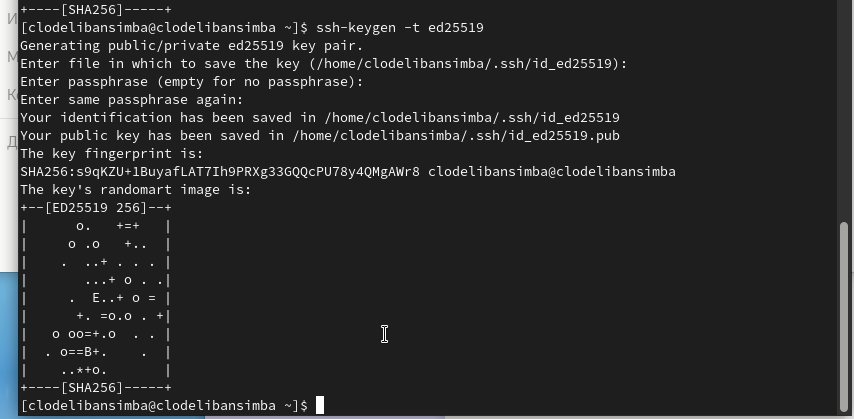 +----[SHA256]-----+
[clodelibansimba@clodelibansimba ~]$ ssh-keygen -t ed25519
Generating public/private ed25519 key pair.
Enter file in which to save the key (/home/clodelibansimba/.ssh/id_ed25519):
Enter passphrase (empty for no passphrase):
Enter same passphrase again:
Your identification has been saved in /home/clodelibansimba/.ssh/id_ed25519
Your public key has been saved in /home/clodelibansimba/.ssh/id_ed25519.pub
The key fingerprint is:
SHA256:s9qKZU+1BuyafLAT7Ih9PRXg33GQQcPU78y4QMgAWr8 clodelibansimba@clodelibansimba
The key's randomart image is:
+--[ED25519 256]--+
|      o.   +=+   |
|     o .o   +..  |
|    .  ..+ . . . |
|       ...+ o . .|
|     .  E..+ o = |
|      +. =o.o . +|
|   o oo=+.o  . . |
|  . o==B+.    .  |
|    ..*+o.       |
+----[SHA256]-----+
[clodelibansimba@clodelibansimba ~]$